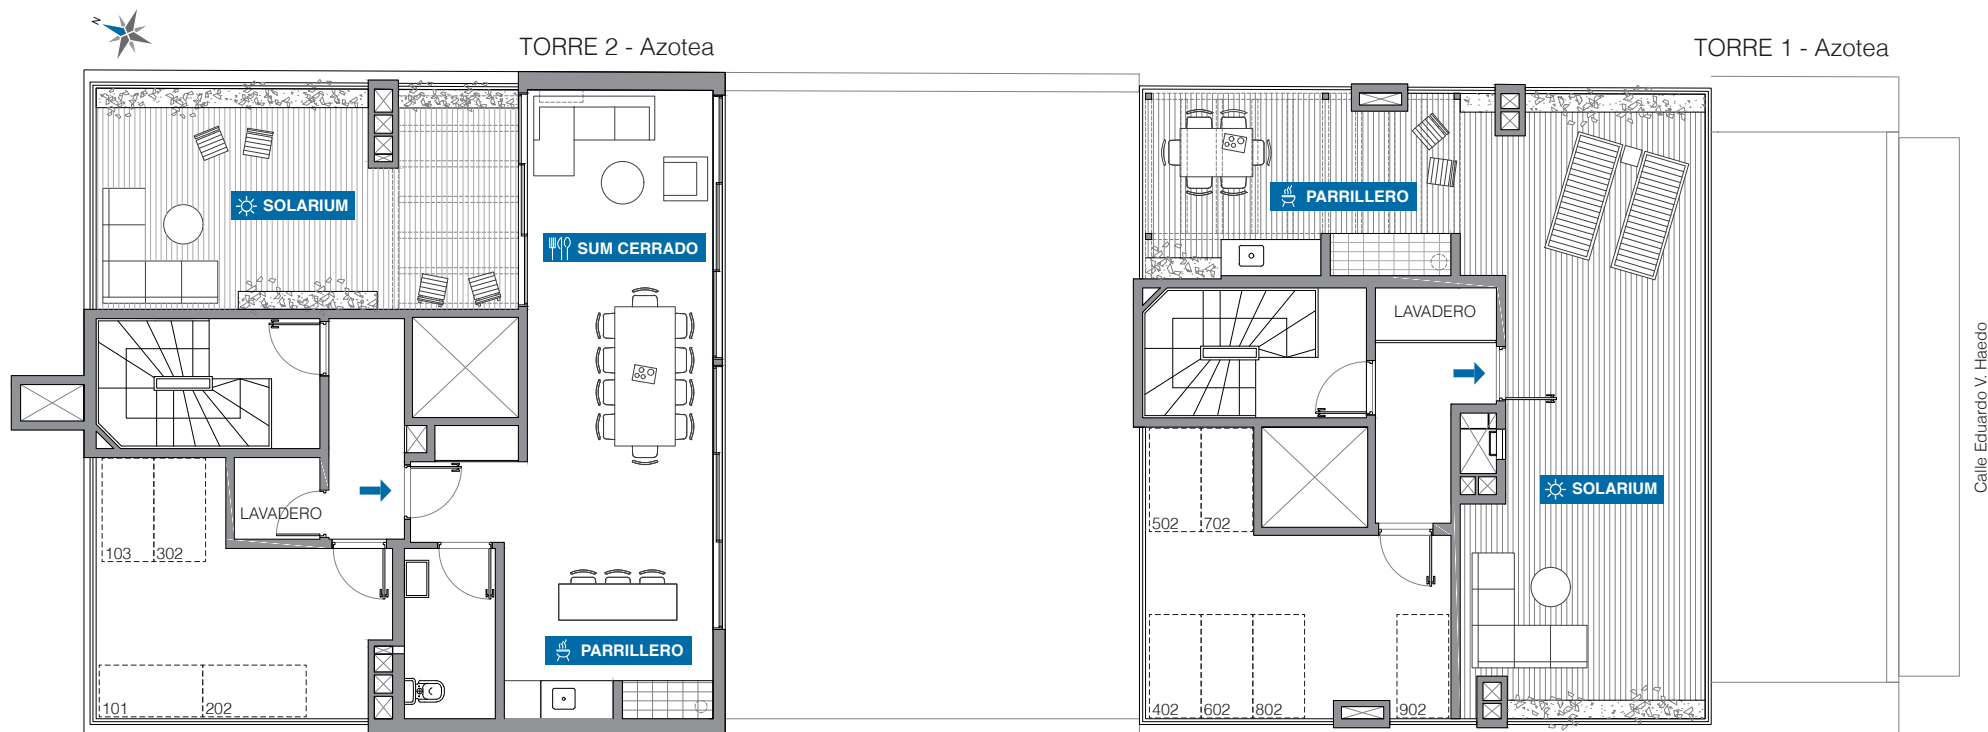 N
TORRE 2 - Azotea
TORRE 1 - Azotea
SOLARIUM
SUM CERRADO
PARRILLERO
LAVADERO
Calle Eduardo V. Haedo
SOLARIUM
LAVADERO
103 302
502 702
PARRILLERO
101 202
402 602 802 902